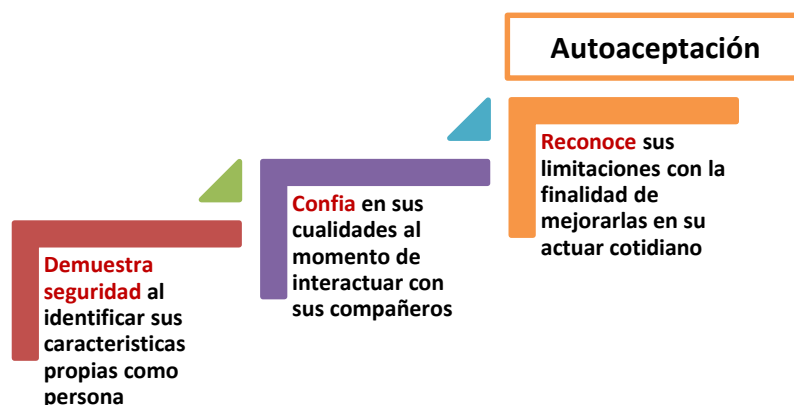 Autoaceptación
Demuestra
seguridad al
identificar sus
caracteristicas
propias como
persona
Confia en sus
cualidades al
momento de
interactuar con
sus compañeros
Reconoce sus
limitaciones con la
finalidad de
mejorarlas en su
actuar cotidiano